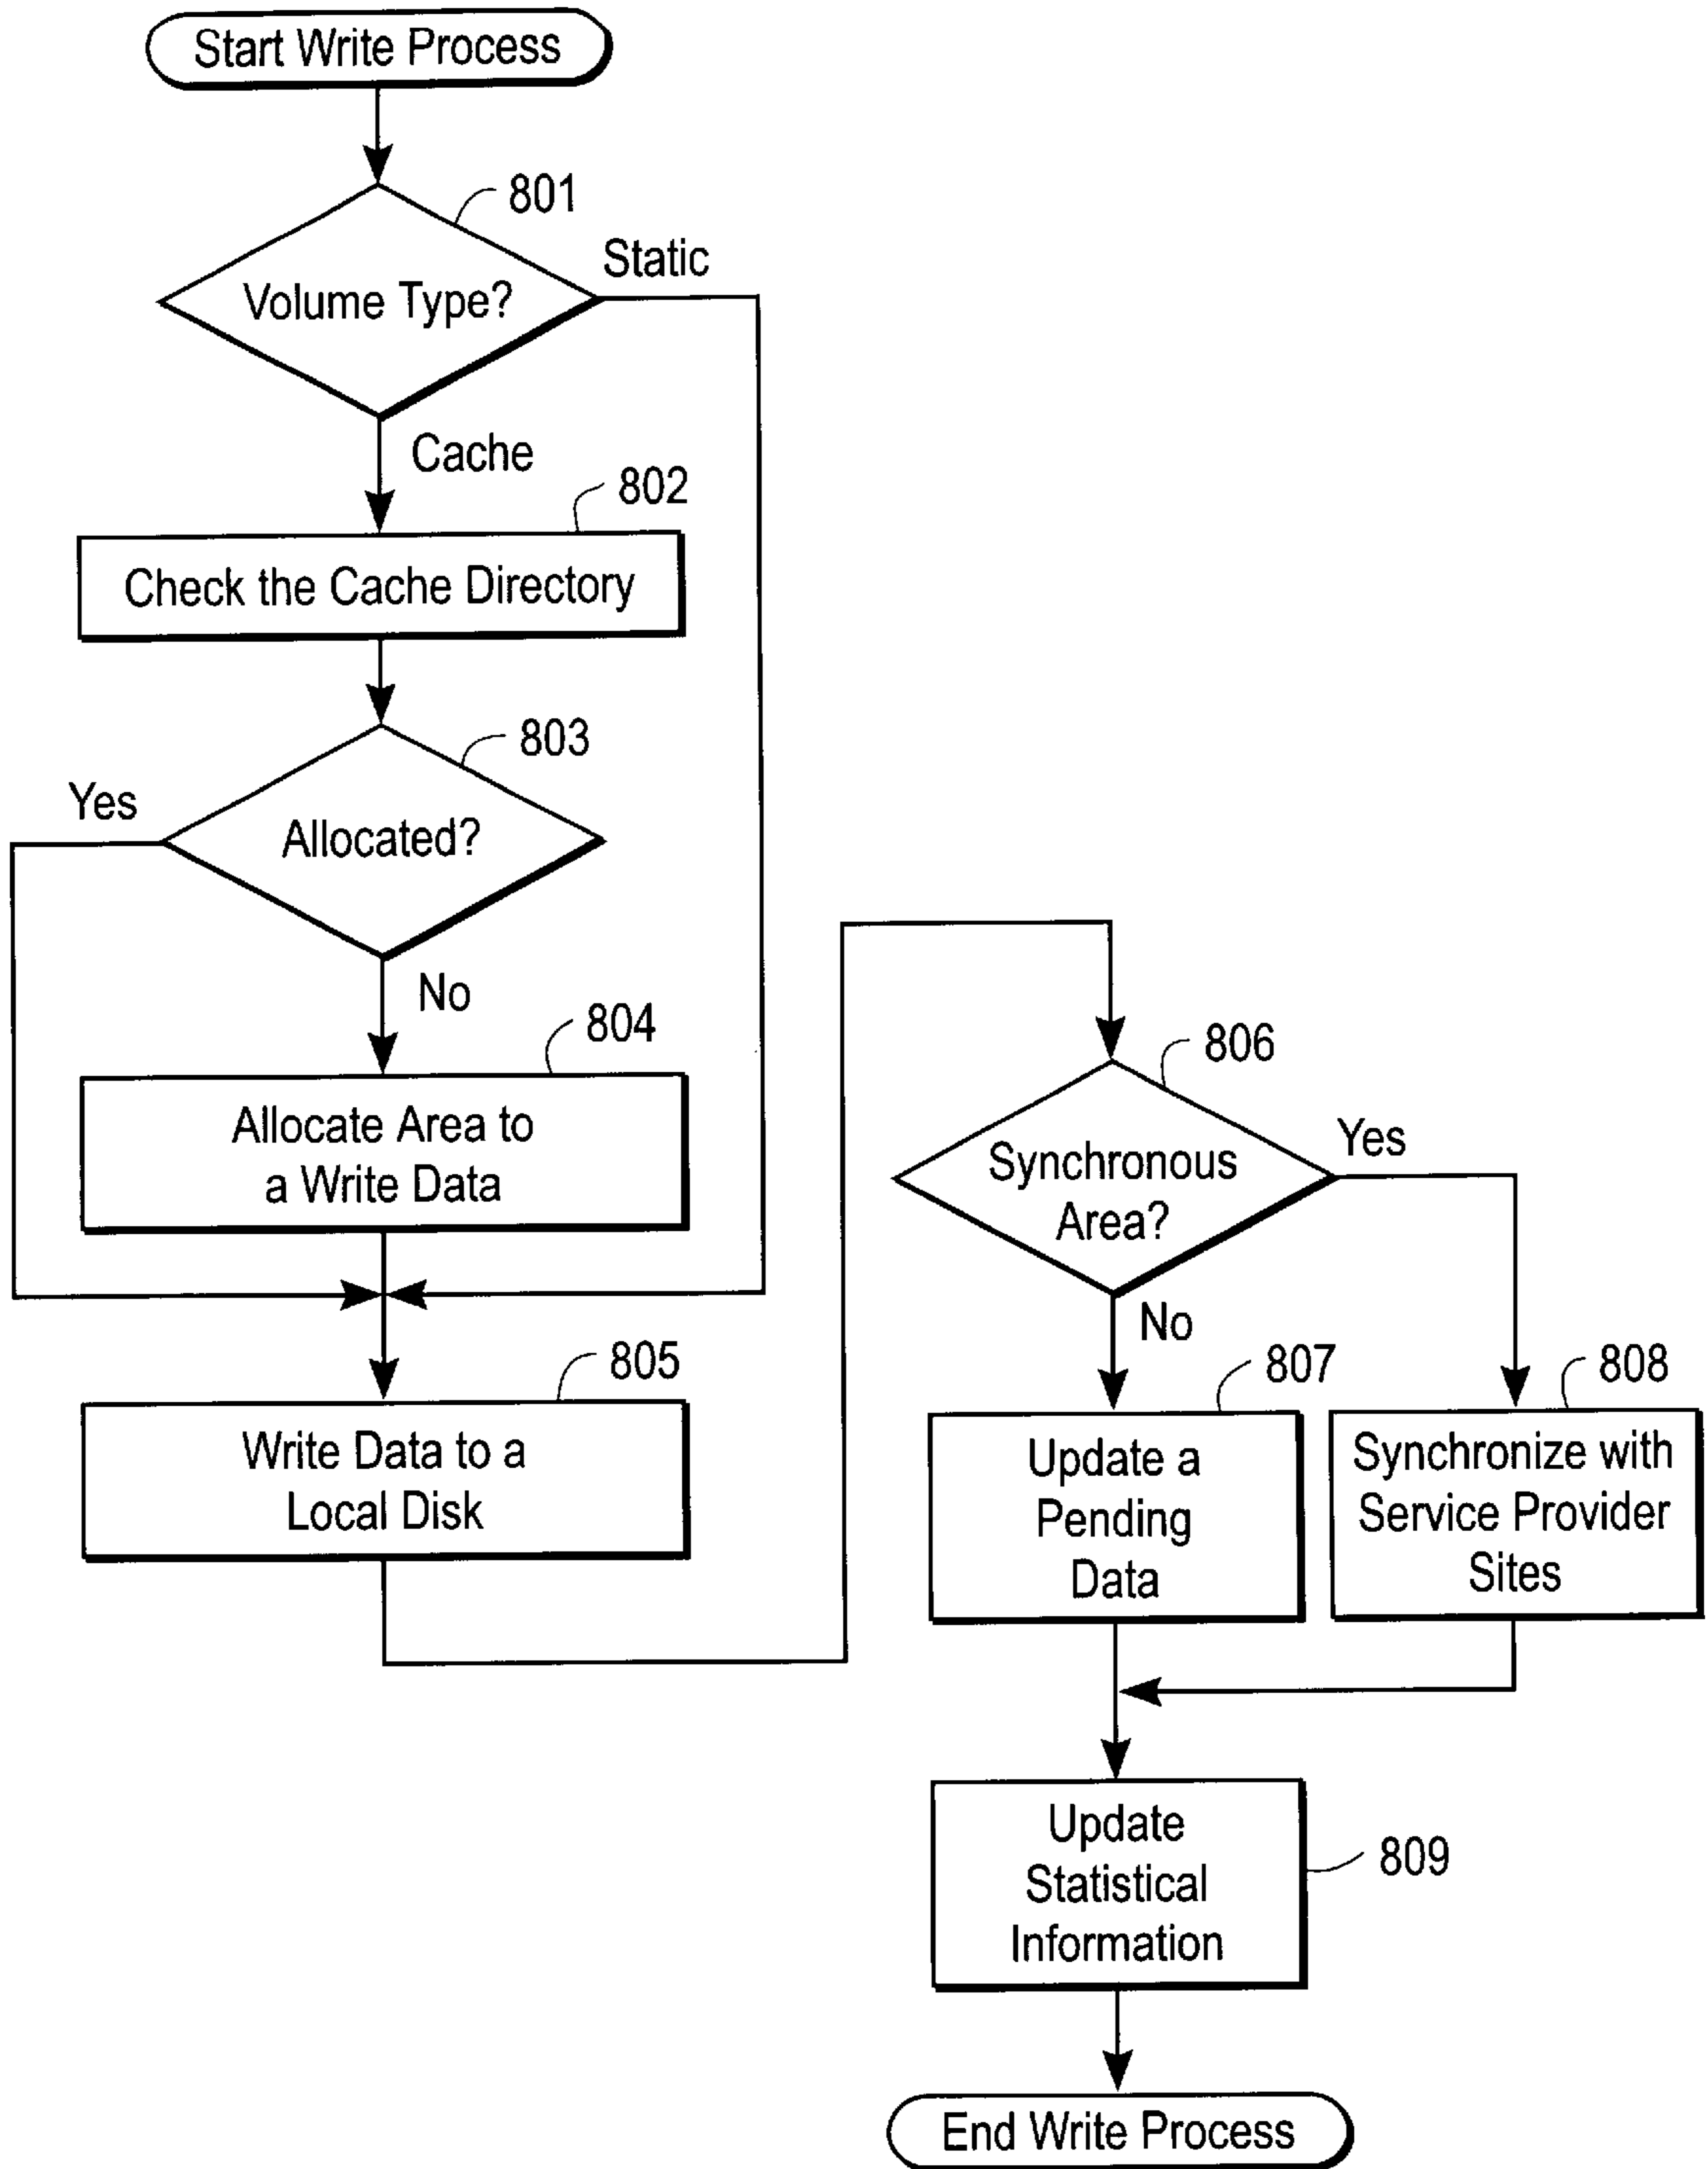 Start Write Process
801
Static
Volume Type?
Cache
802
Check the Cache Directory
803
Yes
Allocated?
No
804
Allocate Area to
a Write Data
805
Write Data to a
Local Disk
806
Yes
Synchronous
Area?
No
807
Update a
Pending
Data
808
Synchronize with
Service Provider
Sites
Update
Statistical
Information
809
End Write Process